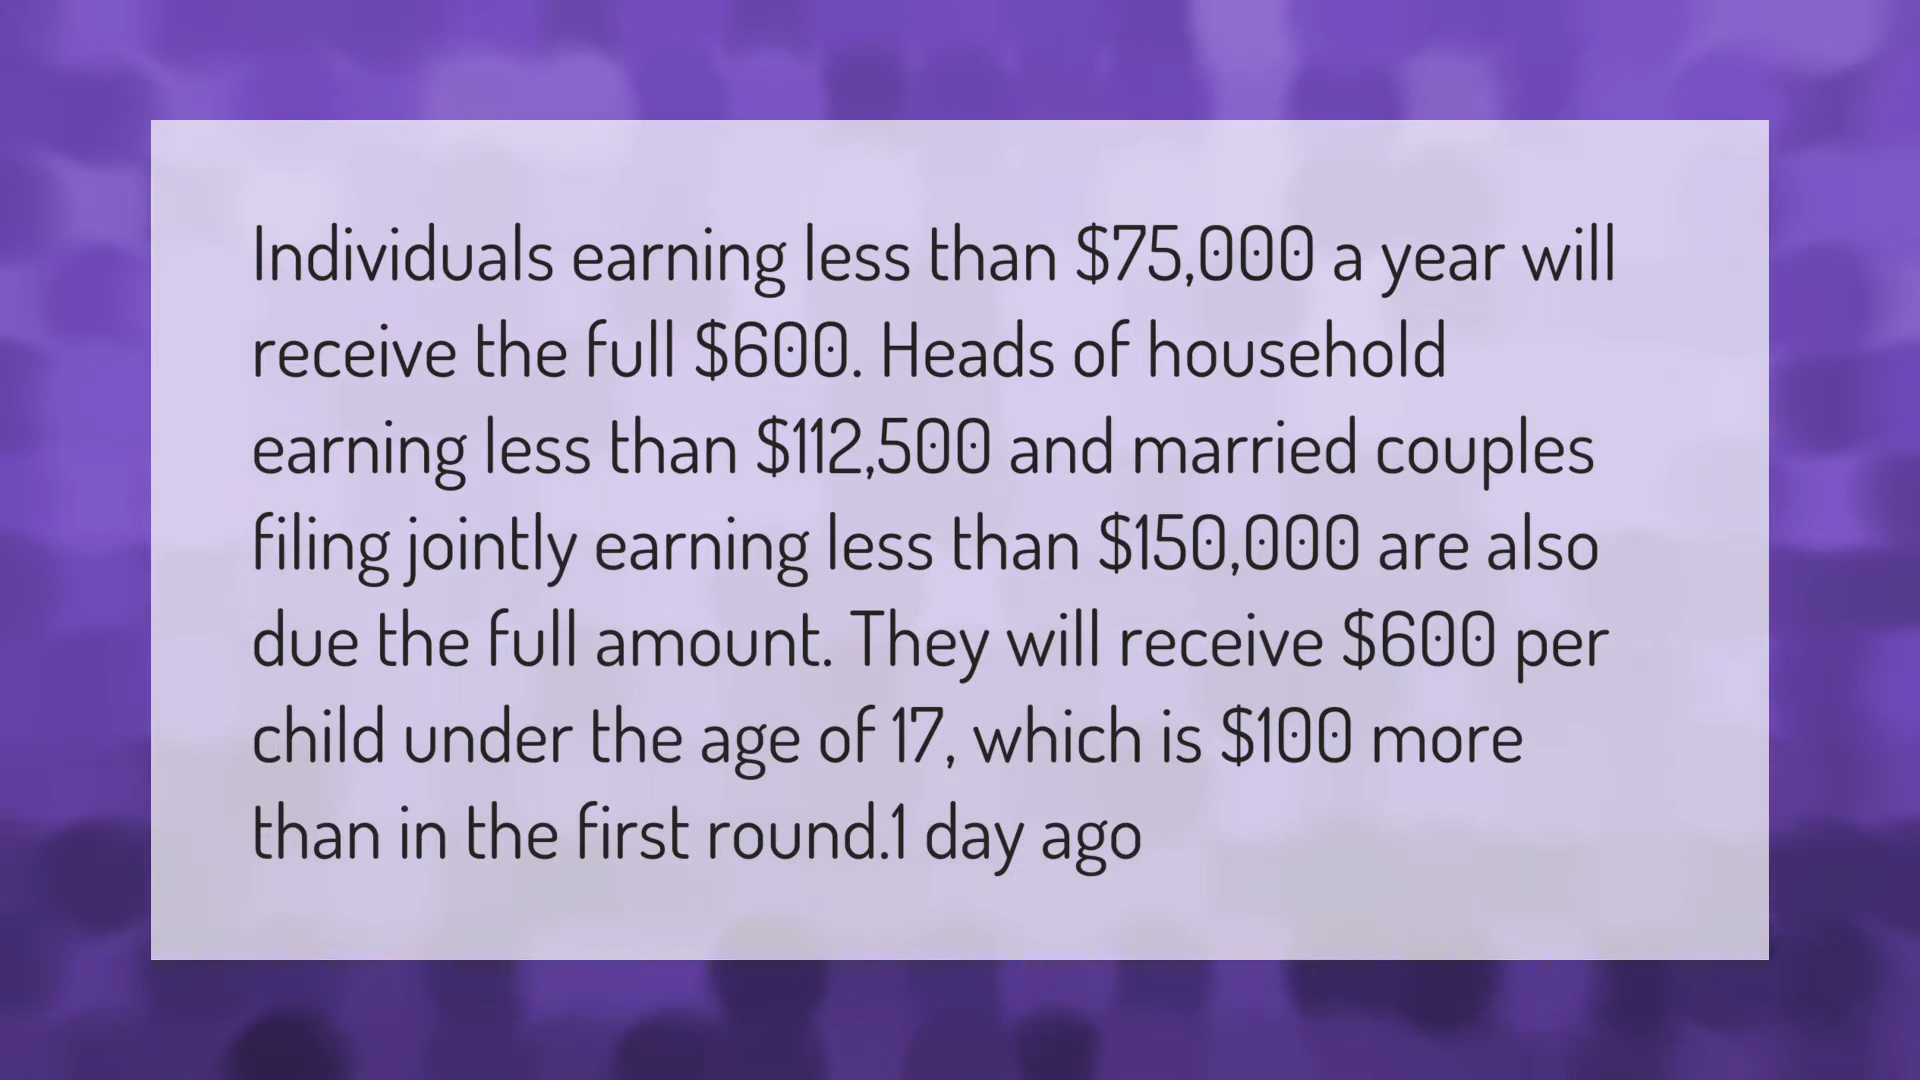 Individuals earning less than $75,000 a year will
receive the full $600. Heads of household
earning less than $112,500 and married couples
filing jointly earning less than $150,000 are also
due the full amount. They will receive $600 per
child under the age of 17, which is $100 more
than in the first round.1 day ago